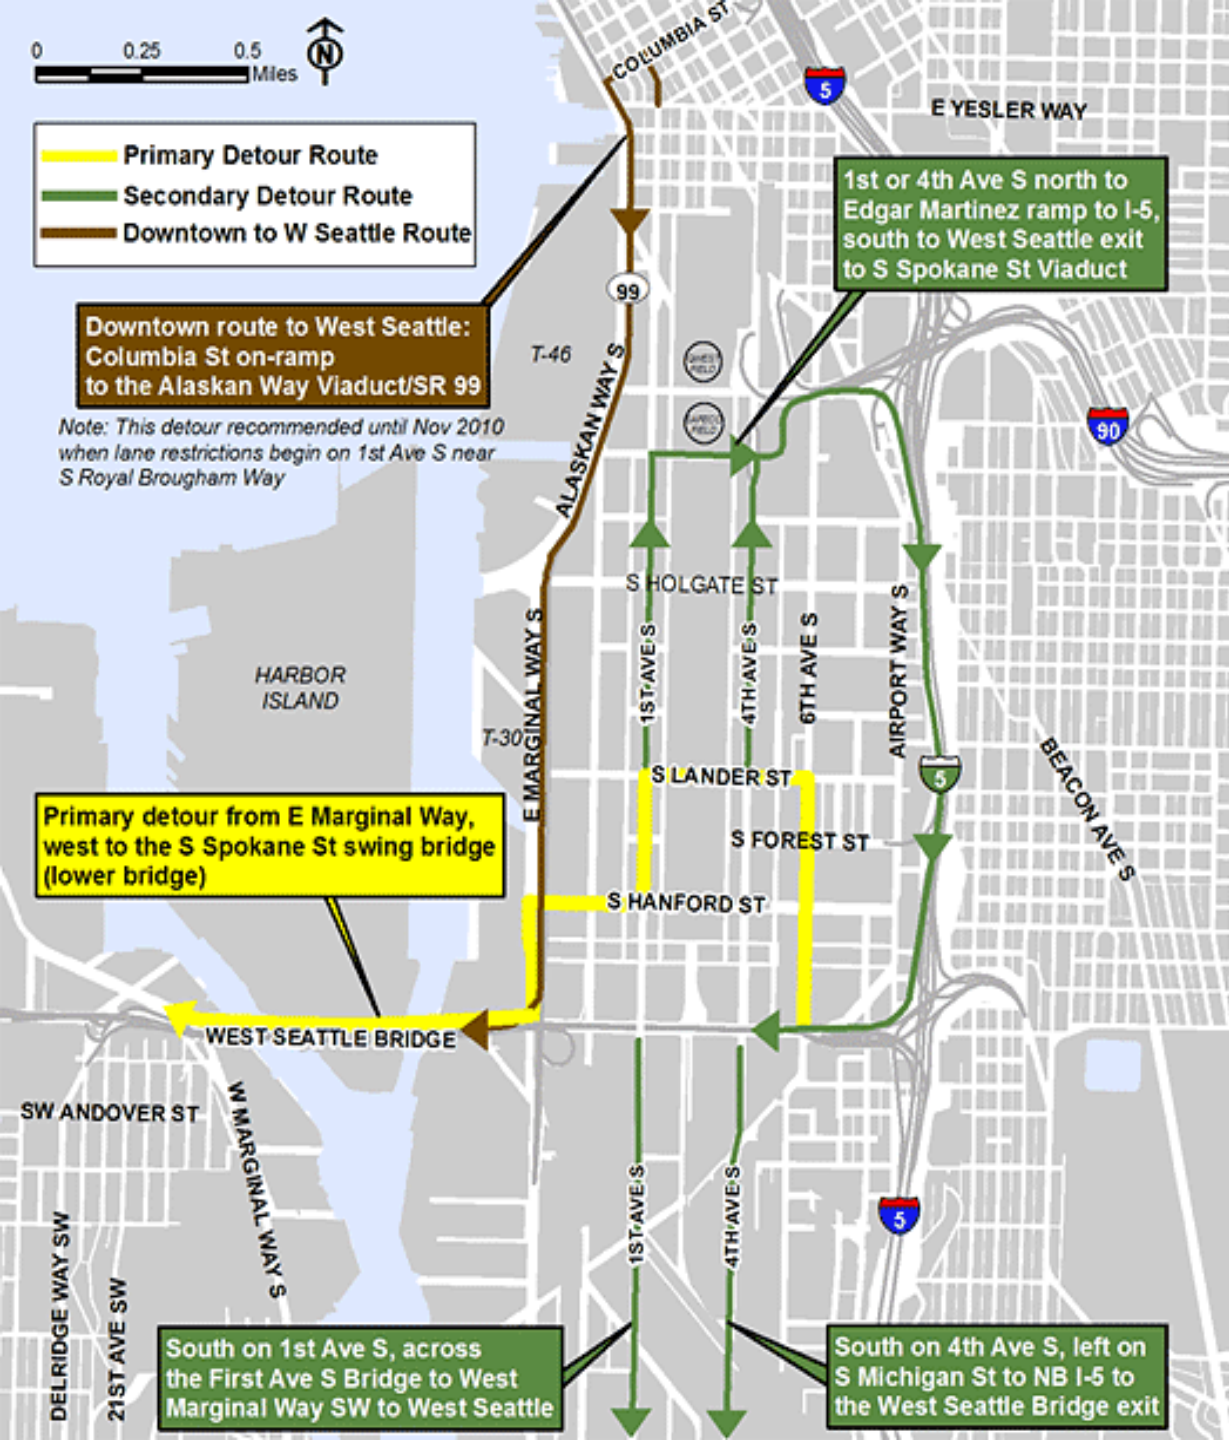 COLUMBIA ST
0 0.25 0.5
Miles
N
5
E YESLER WAY
Primary Detour Route
Secondary Detour Route
Downtown to W Seattle Route
1st or 4th Ave S north to
Edgar Martinez ramp to I-5,
south to West Seattle exit
to S Spokane St Viaduct
99
Downtown route to West Seattle:
Columbia St on-ramp
to the Alaskan Way Viaduct/SR 99
T-46
QWEST
FIELD
SAFECO
FIELD
90
Note: This detour recommended until Nov 2010
when lane restrictions begin on 1st Ave S near
S Royal Brougham Way
ALASKAN WAY S
S HOLGATE ST
HARBOR
ISLAND
E MARGINAL WAY S
T-30
1ST AVE S
4TH AVE S
6TH AVE S
AIRPORT WAY S
BEACON AVE S
5
S LANDER ST
S FOREST ST
Primary detour from E Marginal Way,
west to the S Spokane St swing bridge
(lower bridge)
S HANFORD ST
WEST SEATTLE BRIDGE
SW ANDOVER ST
W MARGINAL WAY S
DELRIDGE WAY SW
21ST AVE SW
1ST AVE S
4TH AVE S
5
South on 1st Ave S, across
the First Ave S Bridge to West
Marginal Way SW to West Seattle
South on 4th Ave S, left on
S Michigan St to NB I-5 to
the West Seattle Bridge exit